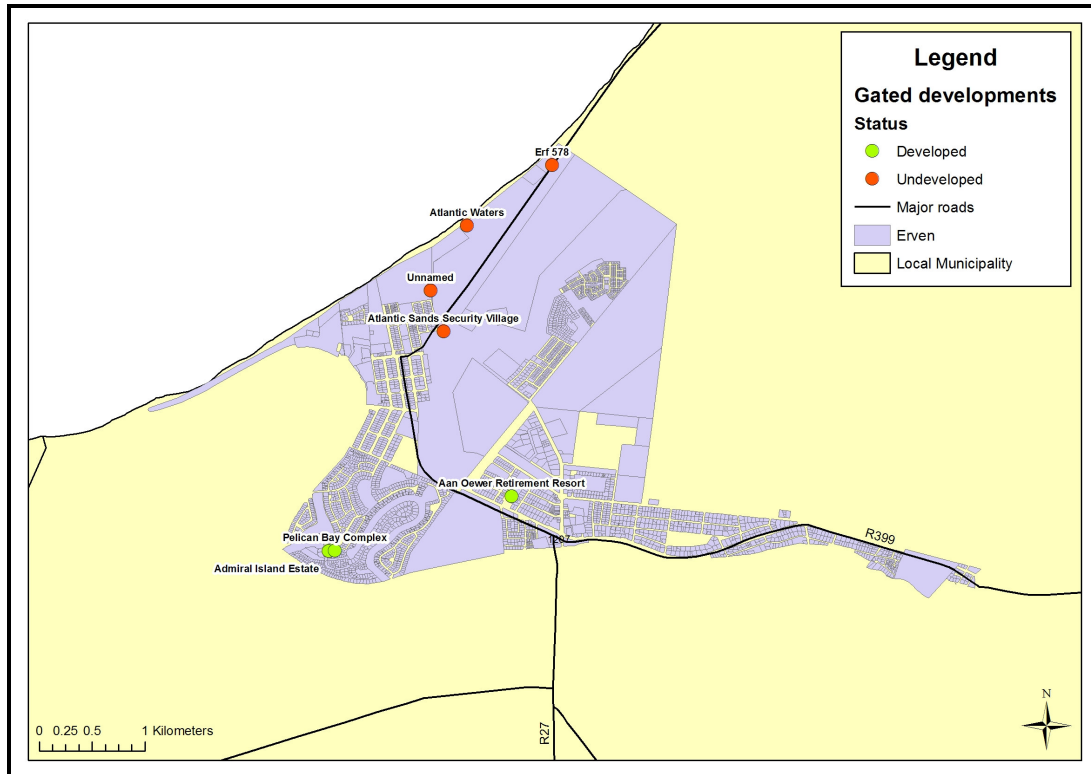 Legend
Gated developments
Status
Developed
Undeveloped
Major roads
Erven
Local Municipality
Erf 578
Atlantic Waters
Unnamed
Atlantic Sands Security Village
Aan Oewer Retirement Resort
Pelican Bay Complex
Admiral Island Estate
1207
R399
R27
N
0 0.25 0.5 1 Kilometers